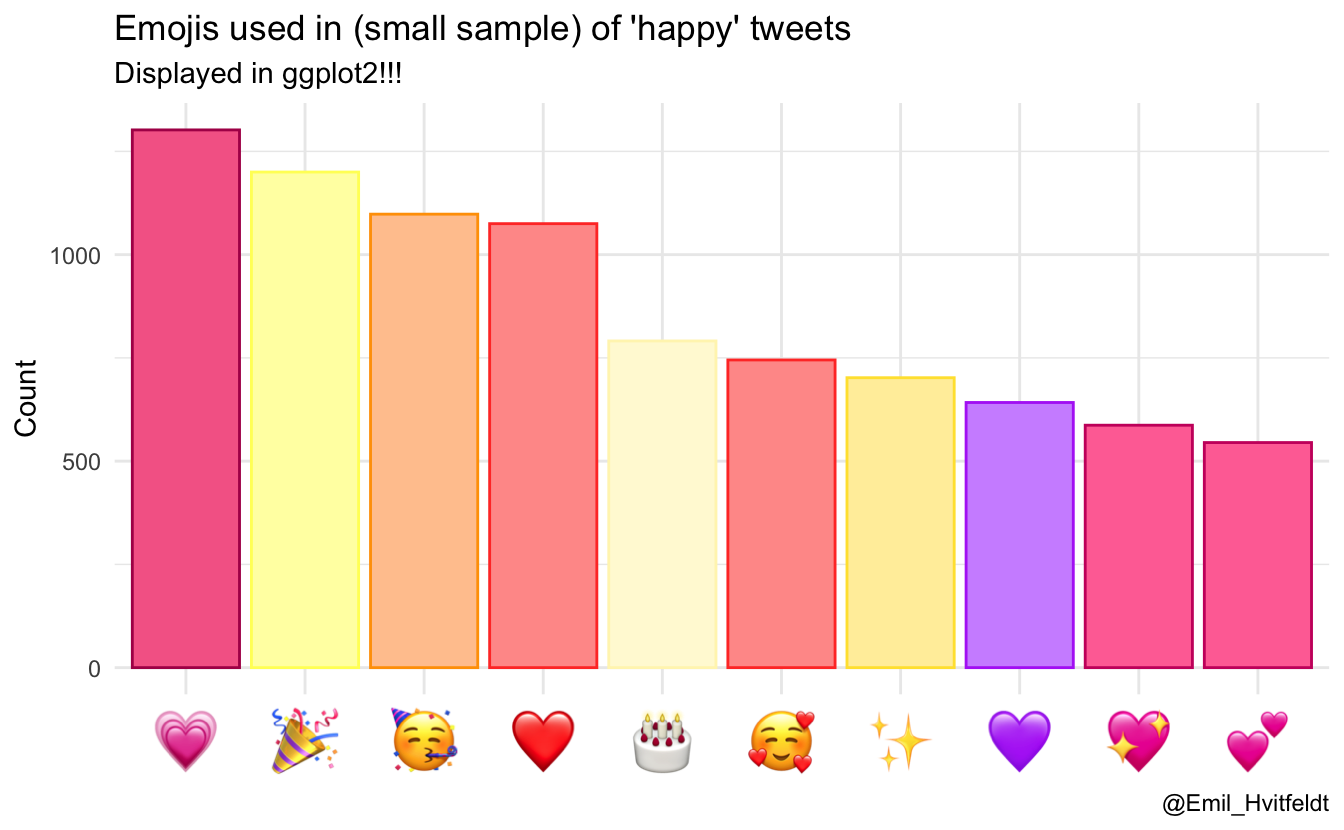 Emojis used in (small sample) of 'happy' tweets
Displayed in ggplot2!!!
Count
1000
500
0
@Emil_Hvitfeldt